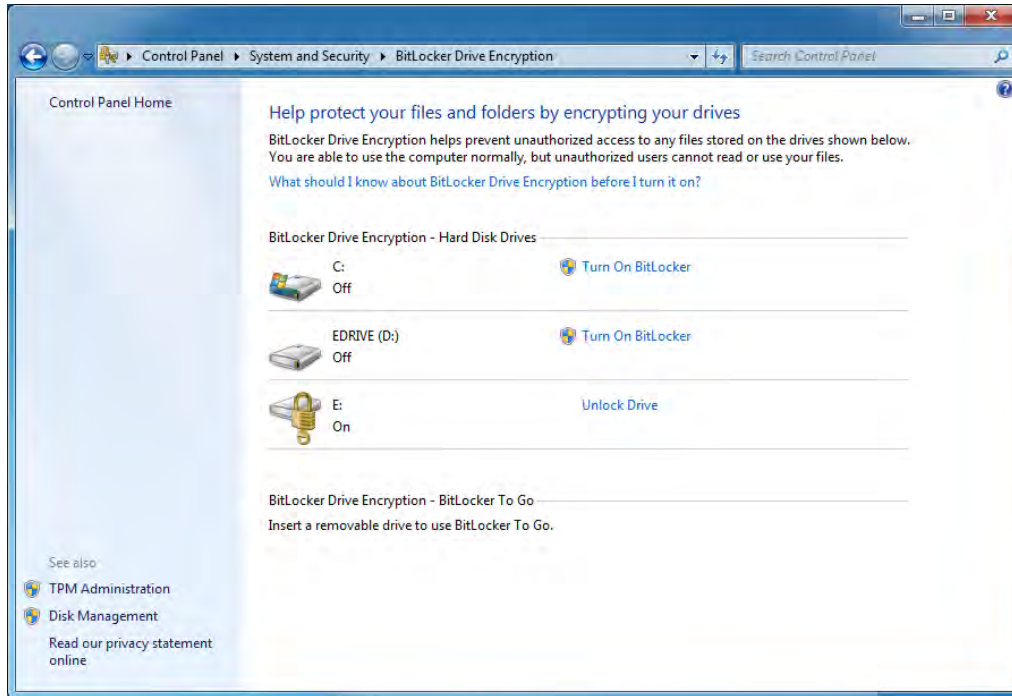 Control Panel ▸ System and Security ▸ BitLocker Drive Encryption
Search Control Panel
Control Panel Home
Help protect your files and folders by encrypting your drives
BitLocker Drive Encryption helps prevent unauthorized access to any files stored on the drives shown below.
You are able to use the computer normally, but unauthorized users cannot read or use your files.
What should I know about BitLocker Drive Encryption before I turn it on?
BitLocker Drive Encryption - Hard Disk Drives
C:
Off
Turn On BitLocker
EDRIVE (D:)
Off
Turn On BitLocker
E:
On
Unlock Drive
BitLocker Drive Encryption - BitLocker To Go
Insert a removable drive to use BitLocker To Go.
See also
TPM Administration
Disk Management
Read our privacy statement
online